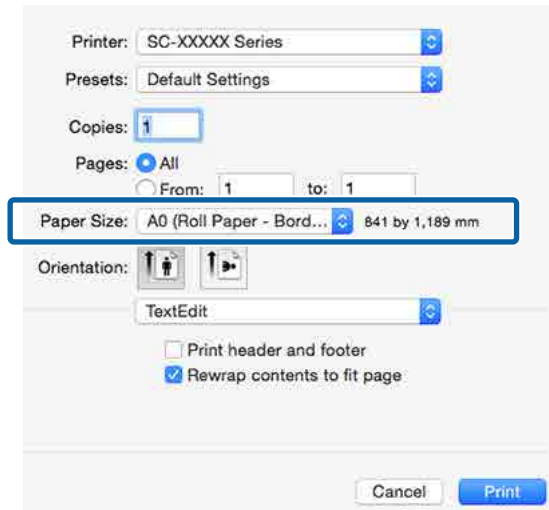 Printer: SC-XXXXX Series
Presets: Default Settings
Copies: 1
Pages: All
From: 1 to: 1
Paper Size: A0 (Roll Paper - Bord... 841 by 1,189 mm
Orientation:
TextEdit
Print header and footer
Rewrap contents to fit page
Cancel Print